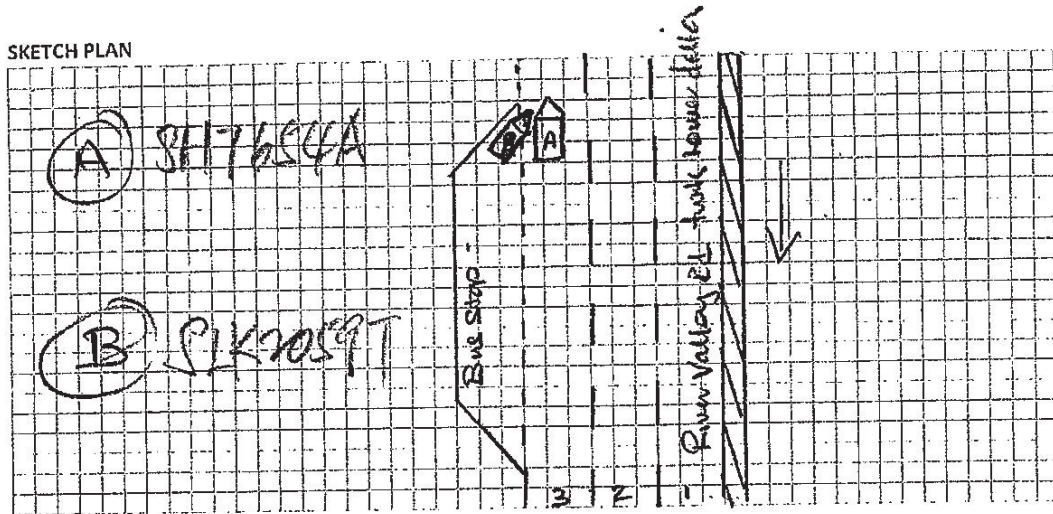 SKETCH PLAN
A SH7654A
B SLK2059T
B A
Bus Stop -
River Valley Rd
3 2 1